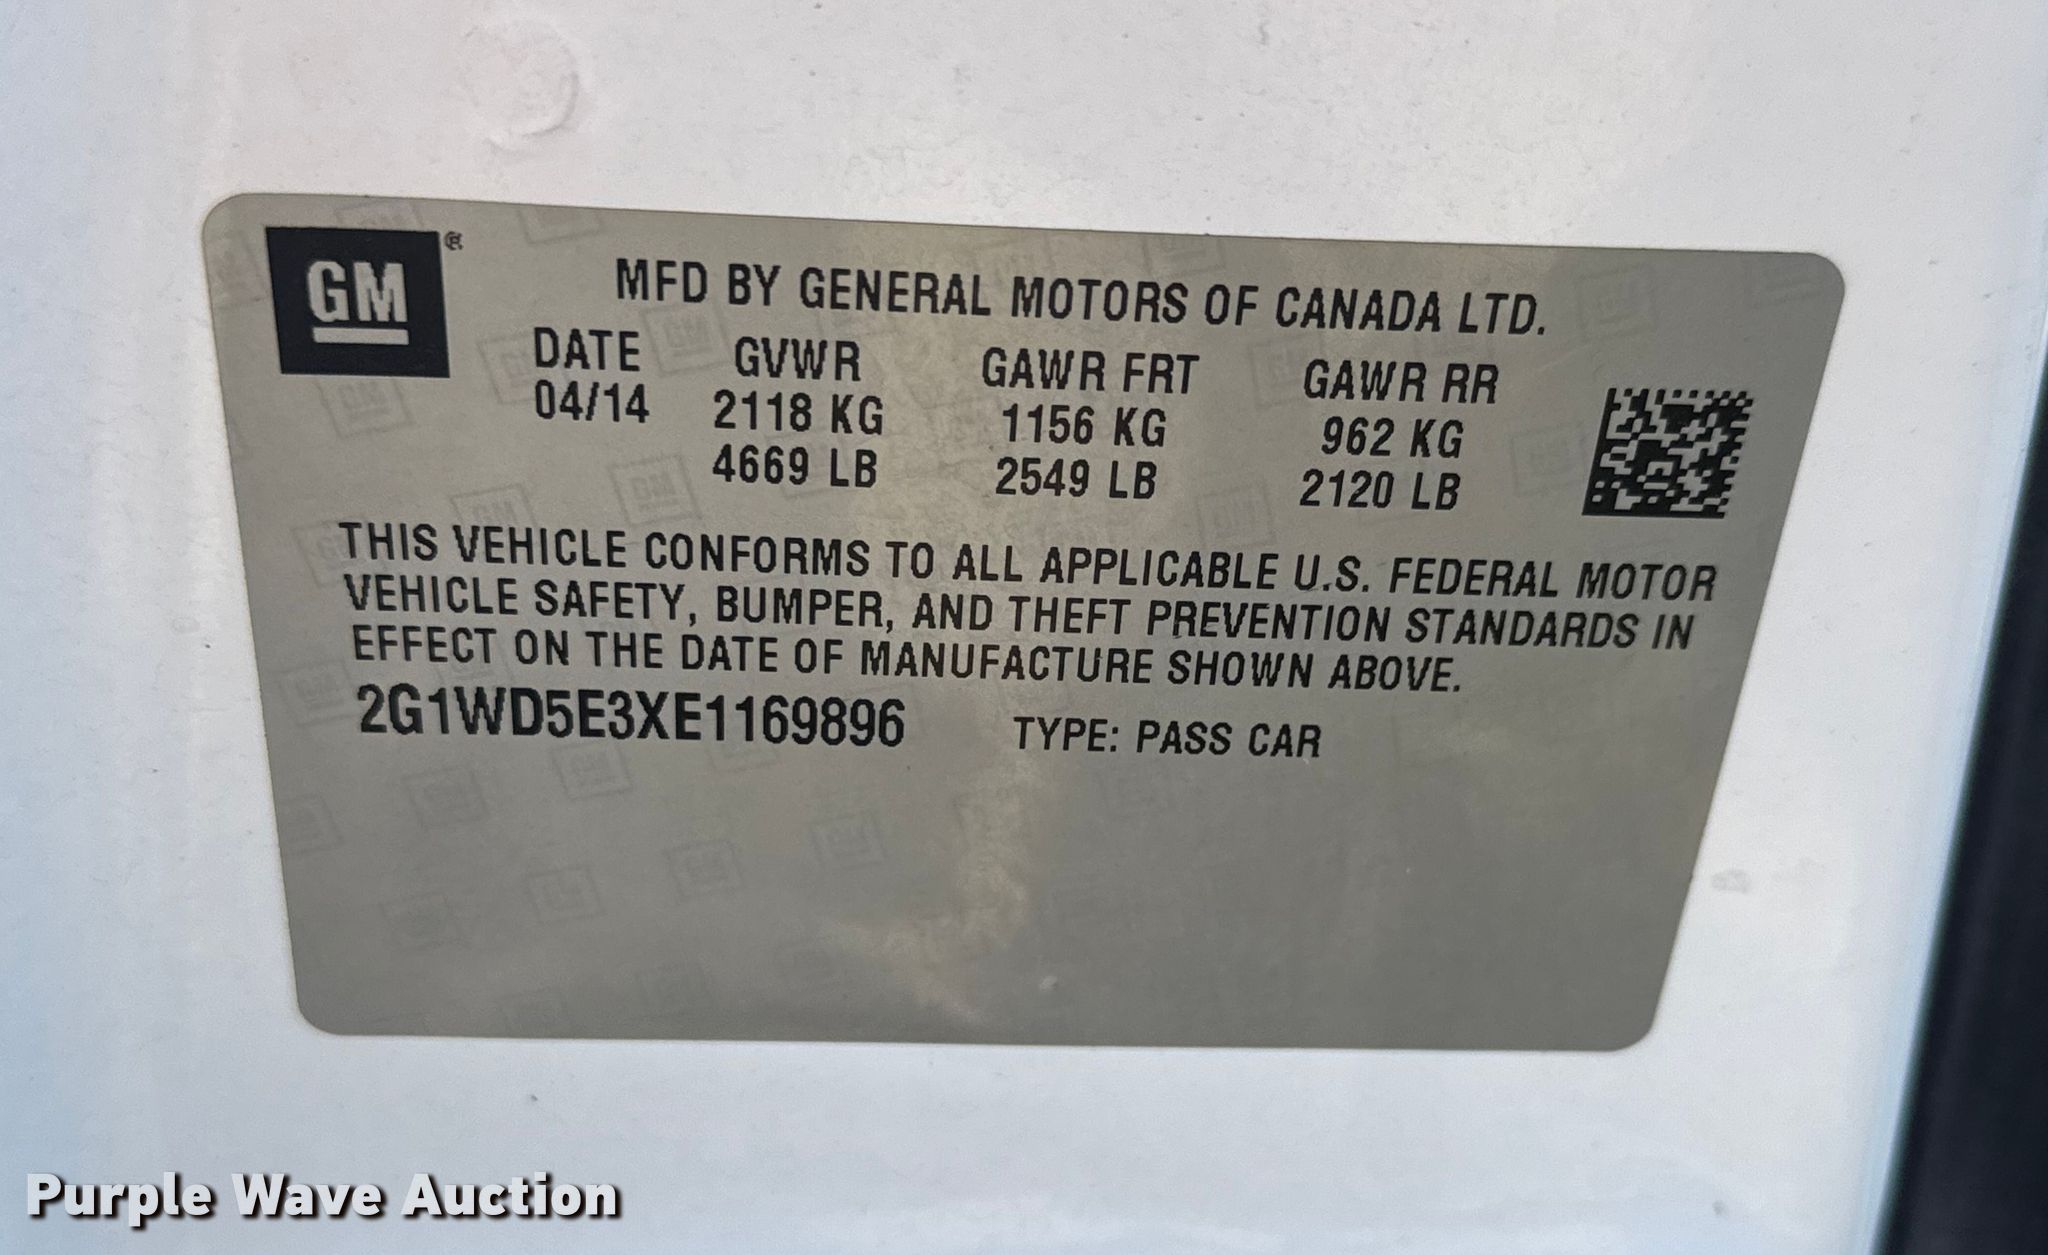 GM ®
MFD BY GENERAL MOTORS OF CANADA LTD.
DATE GVWR GAWR FRT GAWR RR
04/14 2118 KG 1156 KG 962 KG
4669 LB 2549 LB 2120 LB
THIS VEHICLE CONFORMS TO ALL APPLICABLE U.S. FEDERAL MOTOR
VEHICLE SAFETY, BUMPER, AND THEFT PREVENTION STANDARDS IN
EFFECT ON THE DATE OF MANUFACTURE SHOWN ABOVE.
2G1WD5E3XE1169896 TYPE: PASS CAR
Purple Wave Auction